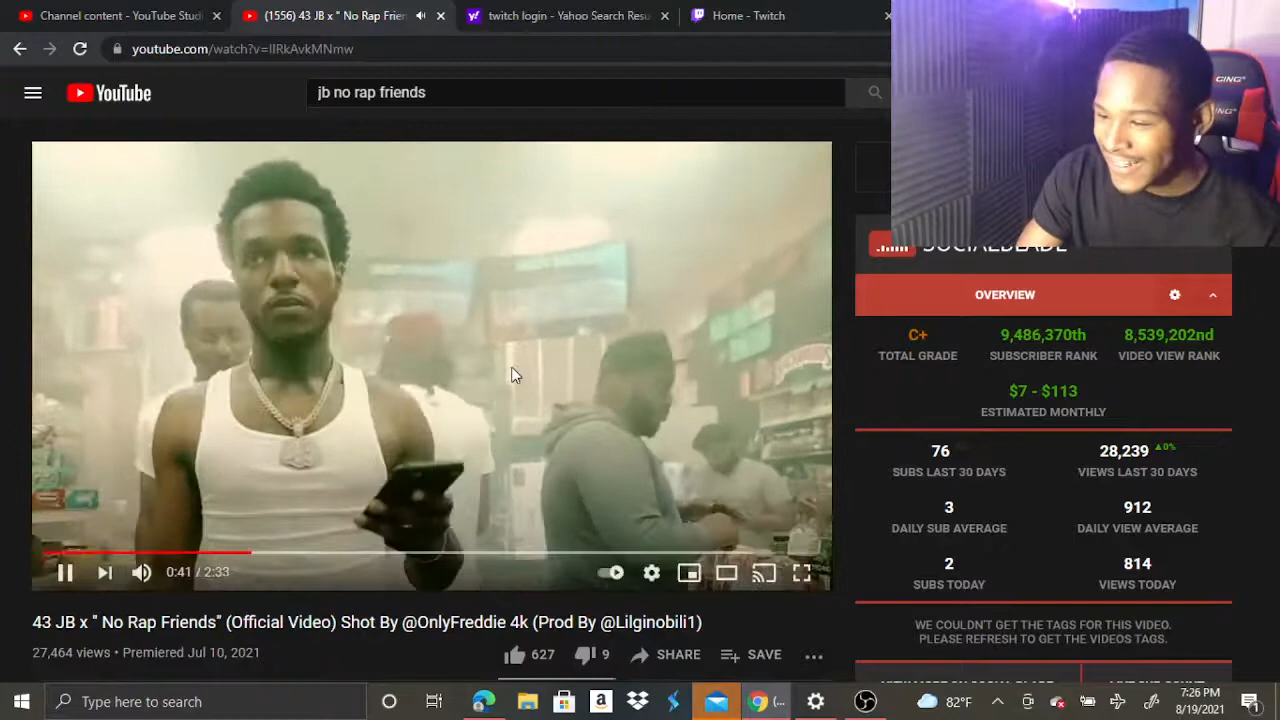 Channel content - YouTube Studi
(1556) 43 JB x " No Rap Frien
twitch login - Yahoo Search Resu
Home - Twitch
youtube.com/watch?v=lIRkAvkMNmw
YouTube
jb no rap friends
SOCIALBLADE
OVERVIEW
C+
TOTAL GRADE
9,486,370th
SUBSCRIBER RANK
8,539,202nd
VIDEO VIEW RANK
$7 - $113
ESTIMATED MONTHLY
76
SUBS LAST 30 DAYS
28,239 ▲0%
VIEWS LAST 30 DAYS
3
DAILY SUB AVERAGE
912
DAILY VIEW AVERAGE
2
SUBS TODAY
814
VIEWS TODAY
WE COULDN'T GET THE TAGS FOR THIS VIDEO.
PLEASE REFRESH TO GET THE VIDEOS TAGS.
0:41 / 2:33
43 JB x " No Rap Friends" (Official Video) Shot By @OnlyFreddie 4k (Prod By @Lilginobili1)
27,464 views • Premiered Jul 10, 2021
627
9
SHARE
SAVE
Type here to search
82°F
7:26 PM
8/19/2021
1